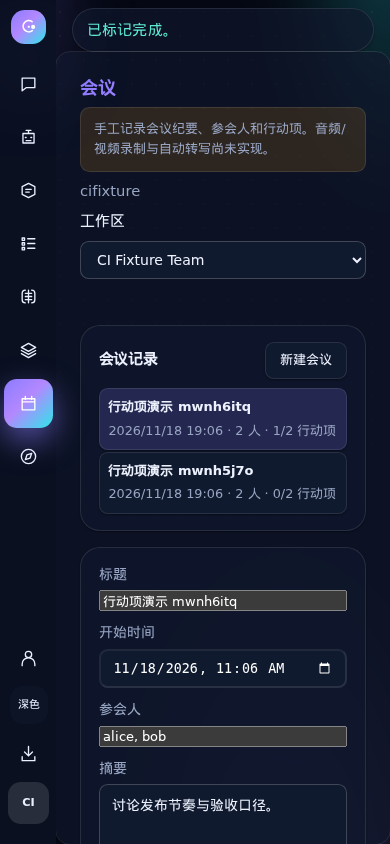 已标记完成。
会议
手工记录会议纪要、参会人和行动项。音频/
视频录制与自动转写尚未实现。
cifixture
工作区
CI Fixture Team
会议记录
新建会议
行动项演示 mwnh6itq
2026/11/18 19:06 · 2 人 · 1/2 行动项
行动项演示 mwnh5j7o
2026/11/18 19:06 · 2 人 · 0/2 行动项
标题
行动项演示 mwnh6itq
开始时间
11/18/2026, 11:06 AM
参会人
alice, bob
摘要
讨论发布节奏与验收口径。
深色
CI